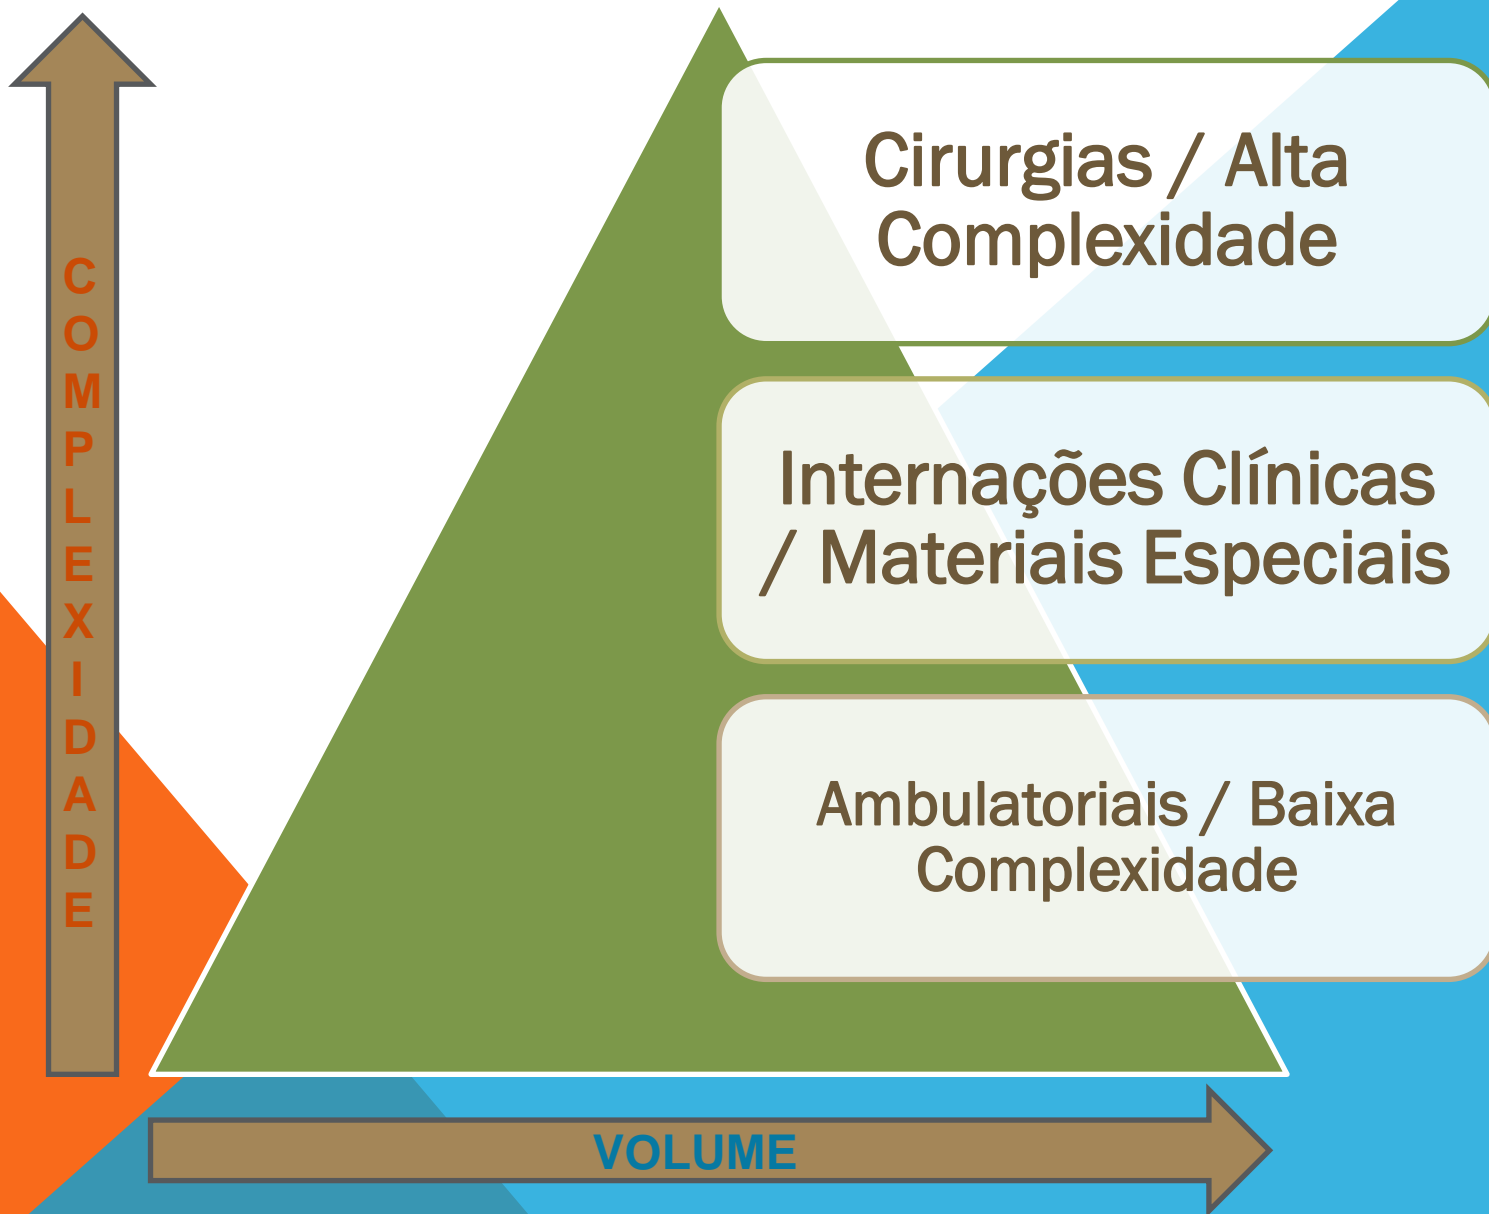 COMPLEXIDADE
Cirurgias / Alta
Complexidade
Internações Clínicas
/ Materiais Especiais
Ambulatoriais / Baixa
Complexidade
VOLUME